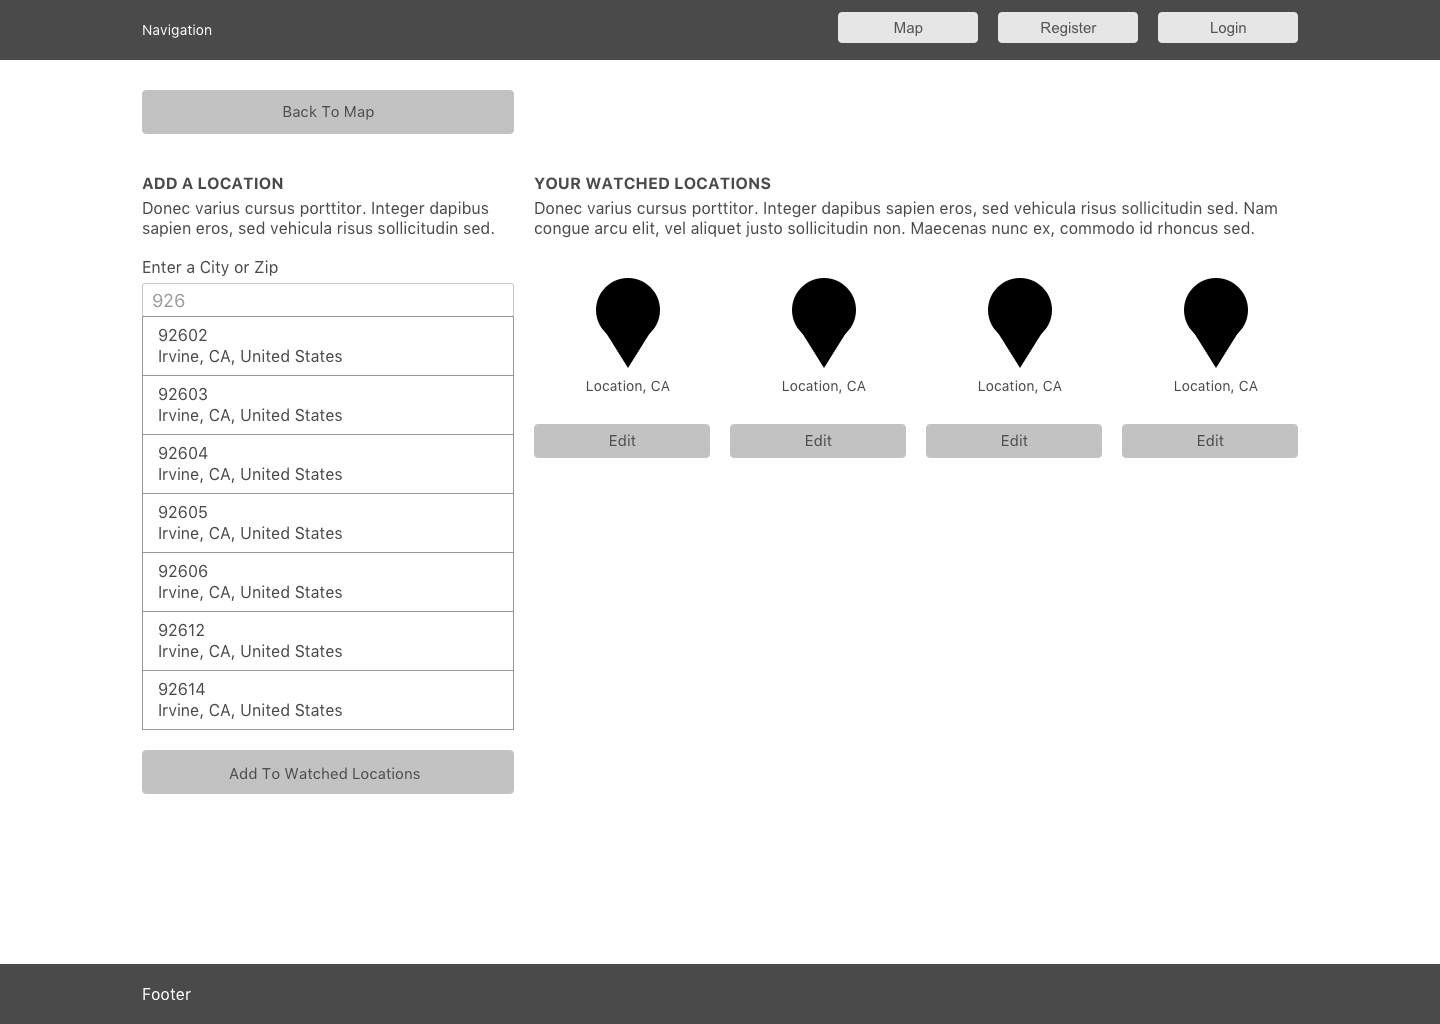 Navigation
Map
Register
Login
Back To Map
ADD A LOCATION
Donec varius cursus porttitor. Integer dapibus
sapien eros, sed vehicula risus sollicitudin sed.
Enter a City or Zip
926
92602
Irvine, CA, United States
92603
Irvine, CA, United States
92604
Irvine, CA, United States
92605
Irvine, CA, United States
92606
Irvine, CA, United States
92612
Irvine, CA, United States
92614
Irvine, CA, United States
Add To Watched Locations
YOUR WATCHED LOCATIONS
Donec varius cursus porttitor. Integer dapibus sapien eros, sed vehicula risus sollicitudin sed. Nam
congue arcu elit, vel aliquet justo sollicitudin non. Maecenas nunc ex, commodo id rhoncus sed.
Location, CA
Location, CA
Location, CA
Location, CA
Edit
Edit
Edit
Edit
Footer